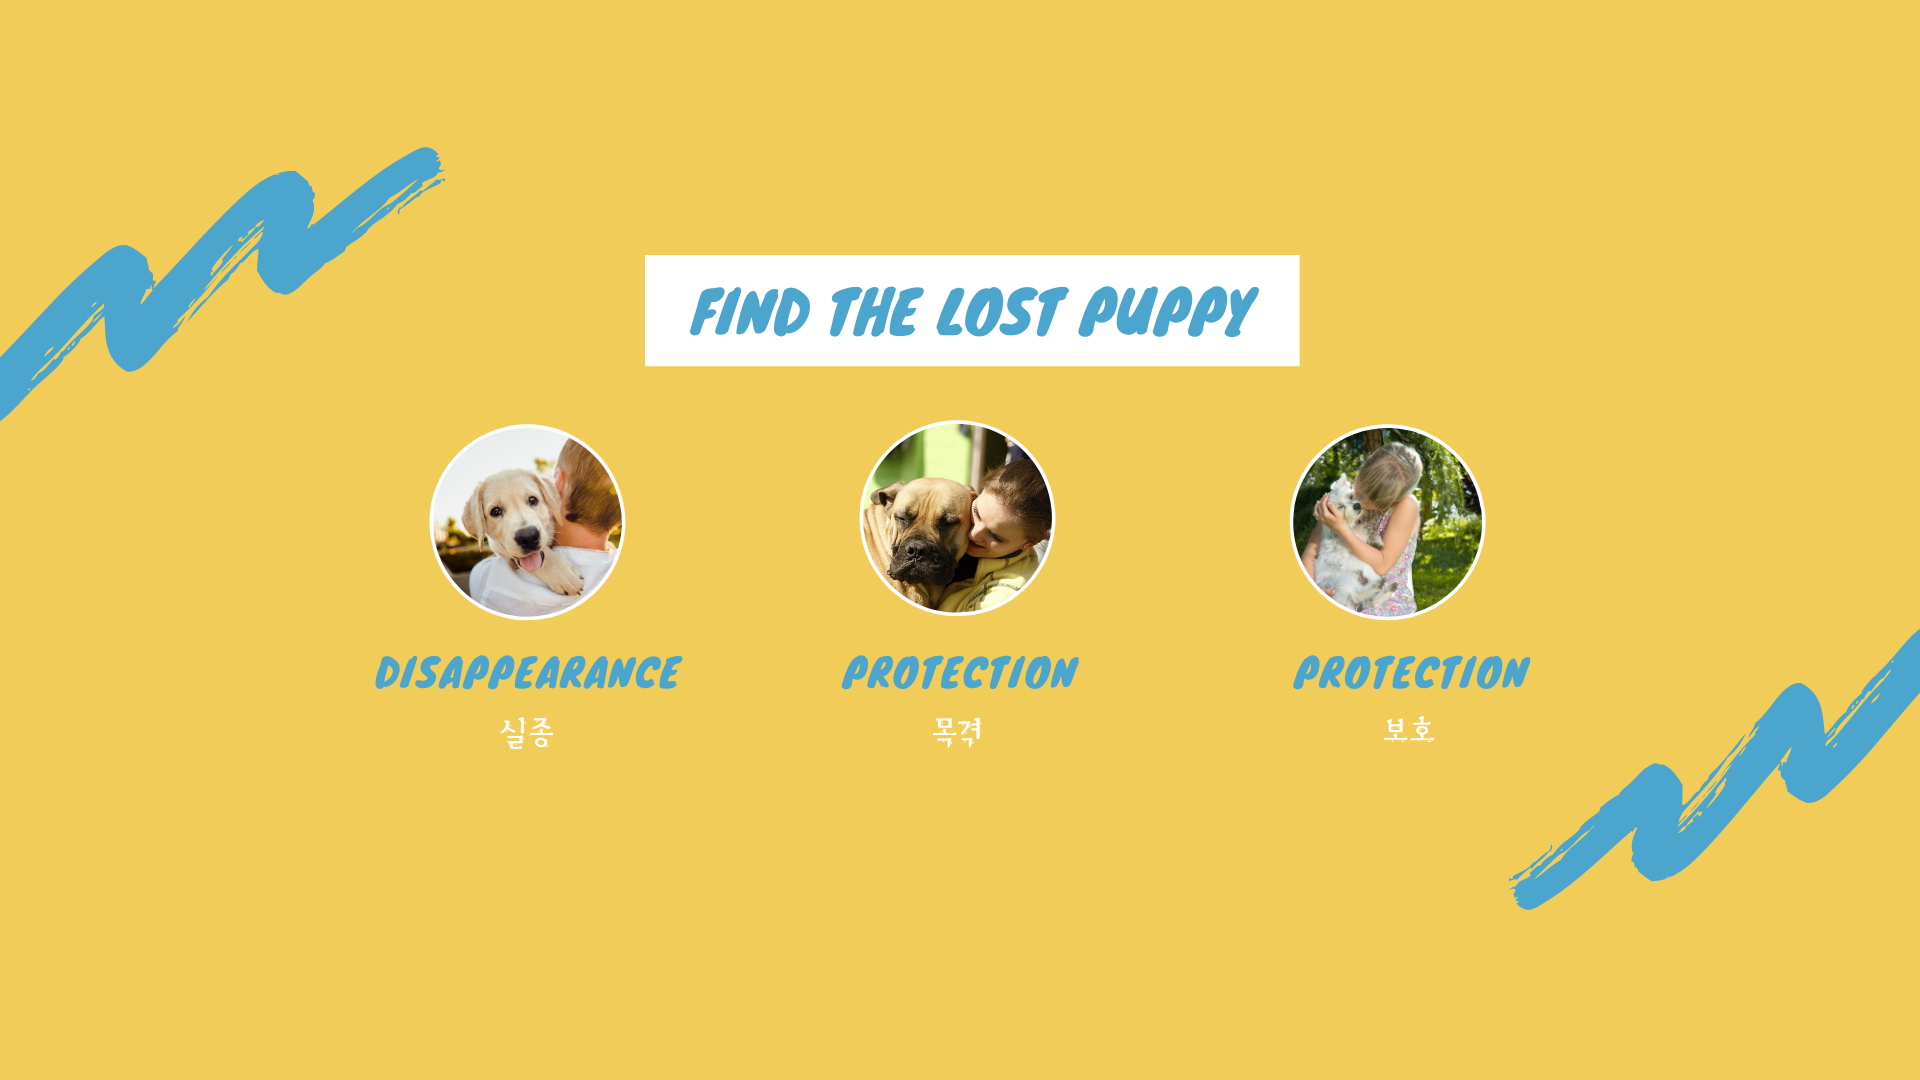 FIND THE LOST PUPPY
DISAPPEARANCE
실종
PROTECTION
목격
PROTECTION
보호